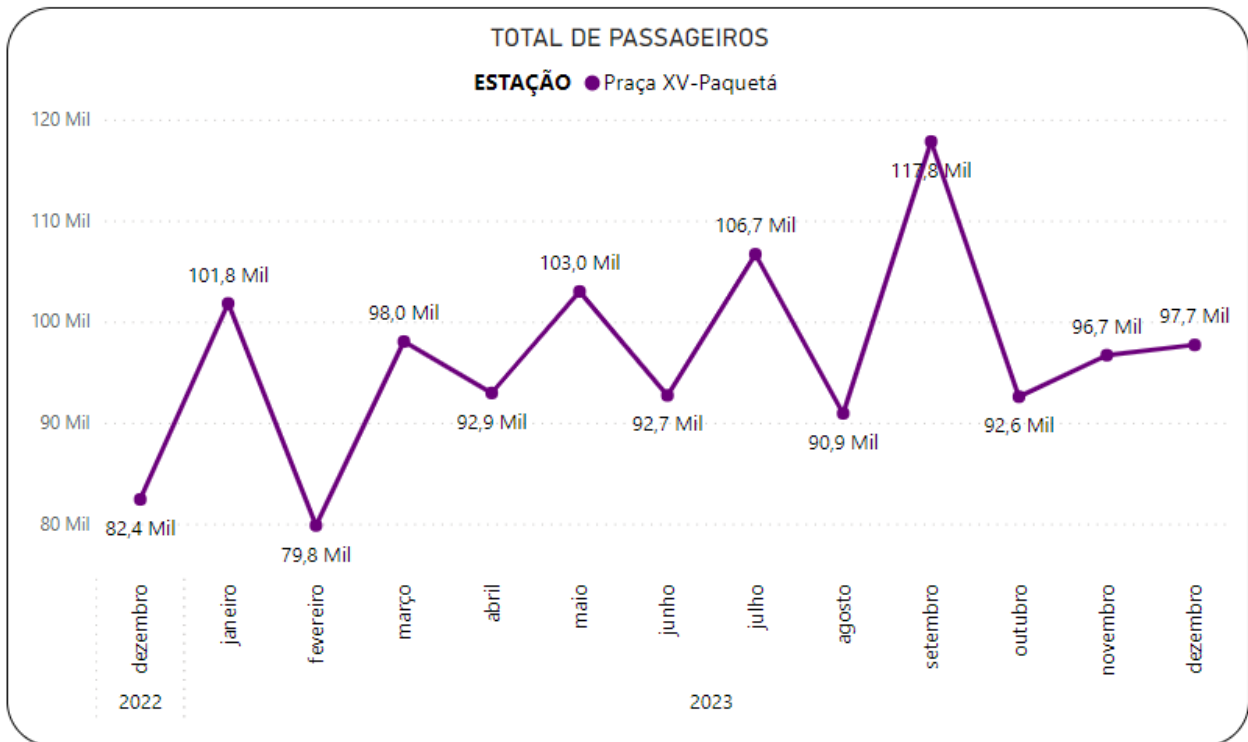 TOTAL DE PASSAGEIROS
ESTAÇÃO Praça XV-Paquetá
120 Mil
110 Mil
100 Mil
90 Mil
80 Mil
82,4 Mil
101,8 Mil
79,8 Mil
98,0 Mil
92,9 Mil
103,0 Mil
92,7 Mil
106,7 Mil
90,9 Mil
117,8 Mil
92,6 Mil
96,7 Mil
97,7 Mil
dezembro
janeiro
fevereiro
março
abril
maio
junho
julho
agosto
setembro
outubro
novembro
dezembro
2022
2023